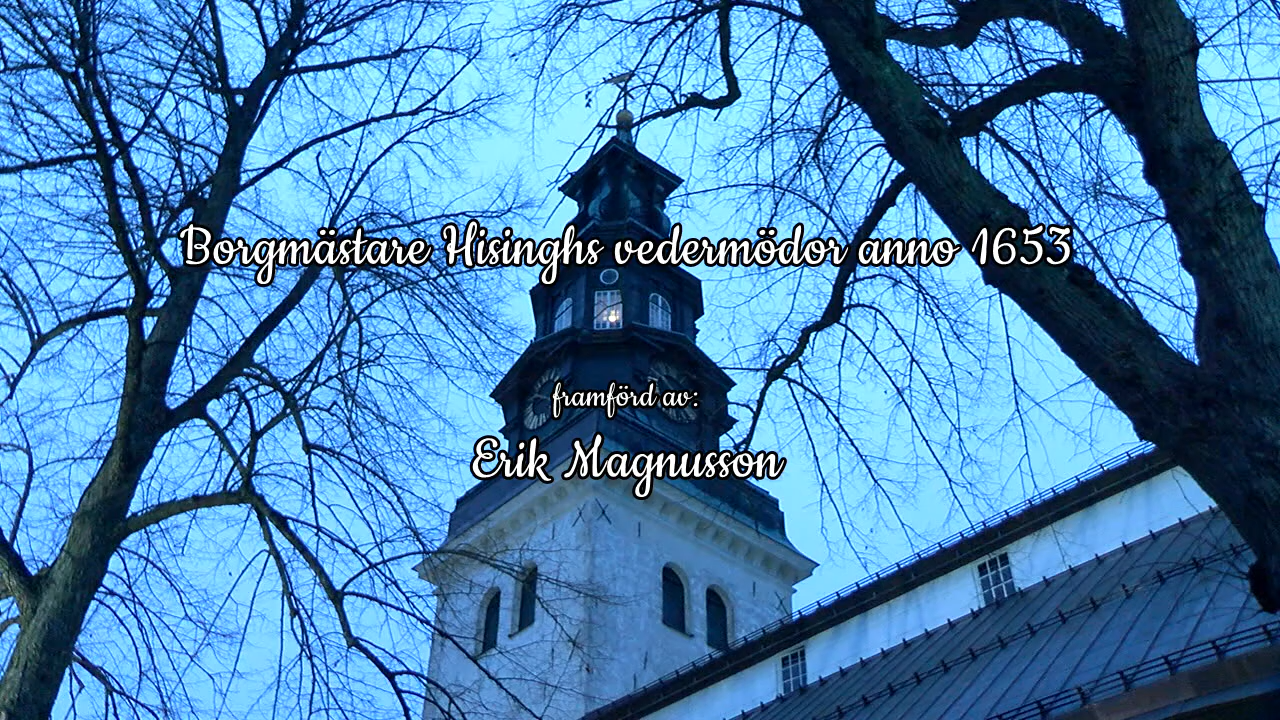 Borgmästare Hisinghs vedermödor anno 1653
framförd av:
Erik Magnusson